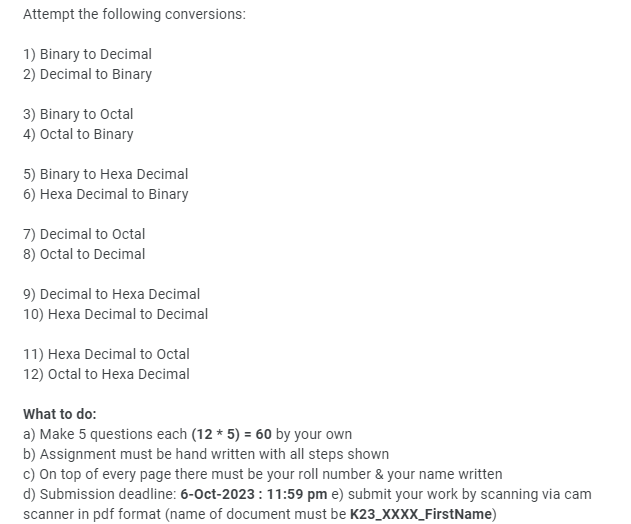 Attempt the following conversions:
1) Binary to Decimal
2) Decimal to Binary
3) Binary to Octal
4) Octal to Binary
5) Binary to Hexa Decimal
6) Hexa Decimal to Binary
7) Decimal to Octal
8) Octal to Decimal
9) Decimal to Hexa Decimal
10) Hexa Decimal to Decimal
11) Hexa Decimal to Octal
12) Octal to Hexa Decimal
What to do:
a) Make 5 questions each (12 * 5) = 60 by your own
b) Assignment must be hand written with all steps shown
c) On top of every page there must be your roll number & your name written
d) Submission deadline: 6-Oct-2023 : 11:59 pm e) submit your work by scanning via cam
scanner in pdf format (name of document must be K23_XXXX_FirstName)